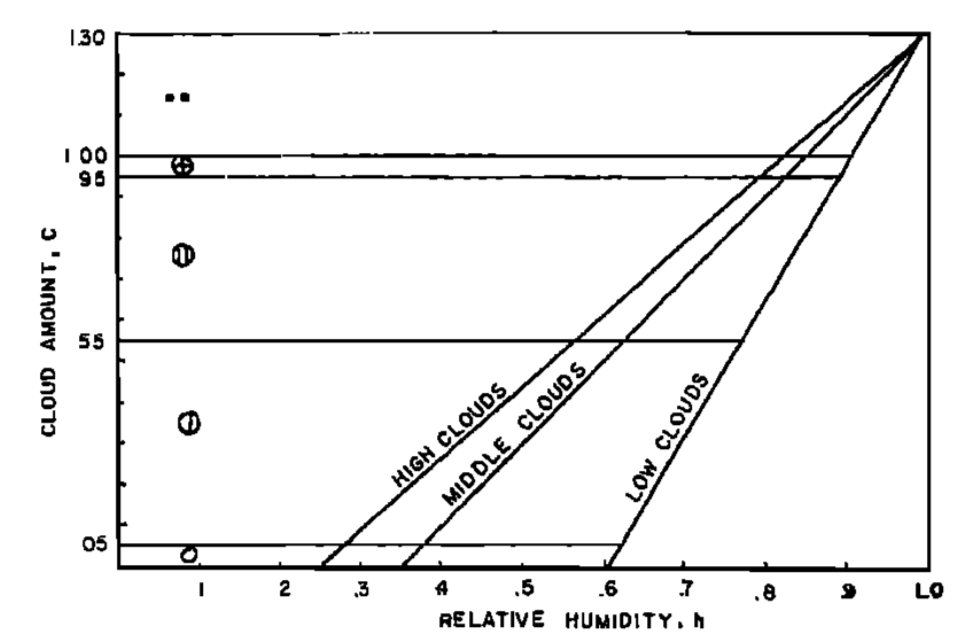 1.30
1.00
.95
.55
.05
CLOUD AMOUNT, C
HIGH CLOUDS
MIDDLE CLOUDS
LOW CLOUDS
.1 .2 .3 .4 .5 .6 .7 .8 .9 1.0
RELATIVE HUMIDITY, h